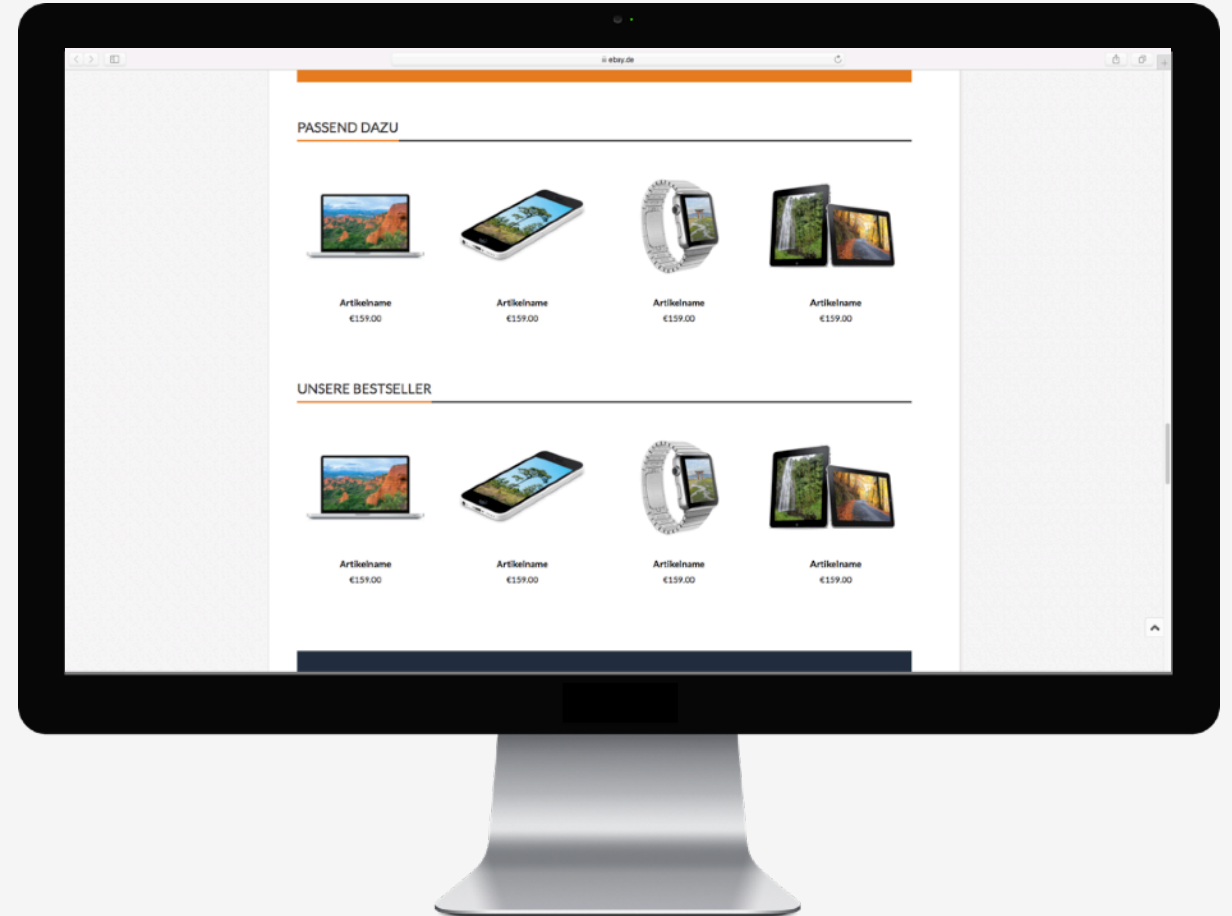 ebay.de
PASSEND DAZU
Artikelname Artikelname Artikelname Artikelname
€159.00 €159.00 €159.00 €159.00
UNSERE BESTSELLER
Artikelname Artikelname Artikelname Artikelname
€159.00 €159.00 €159.00 €159.00